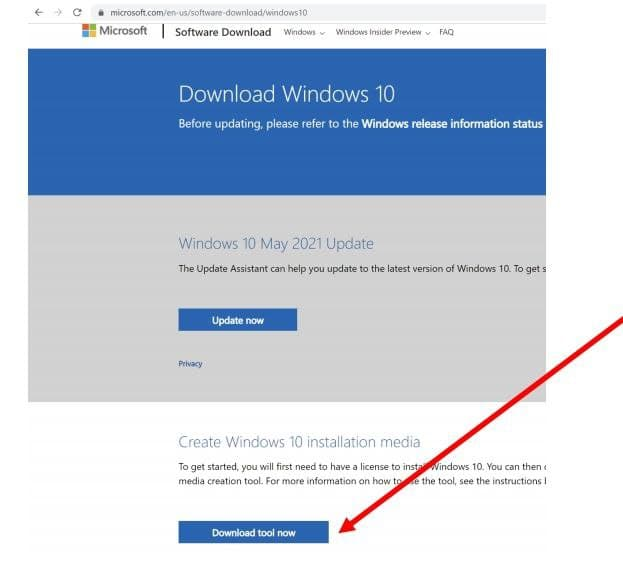 microsoft.com/en-us/software-download/windows10
Microsoft Software Download Windows Windows Insider Preview FAQ
Download Windows 10
Before updating, please refer to the Windows release information status
Windows 10 May 2021 Update
The Update Assistant can help you update to the latest version of Windows 10. To get s
Update now
Privacy
Create Windows 10 installation media
To get started, you will first need to have a license to install Windows 10. You can then
media creation tool. For more information on how to use the tool, see the instructions
Download tool now